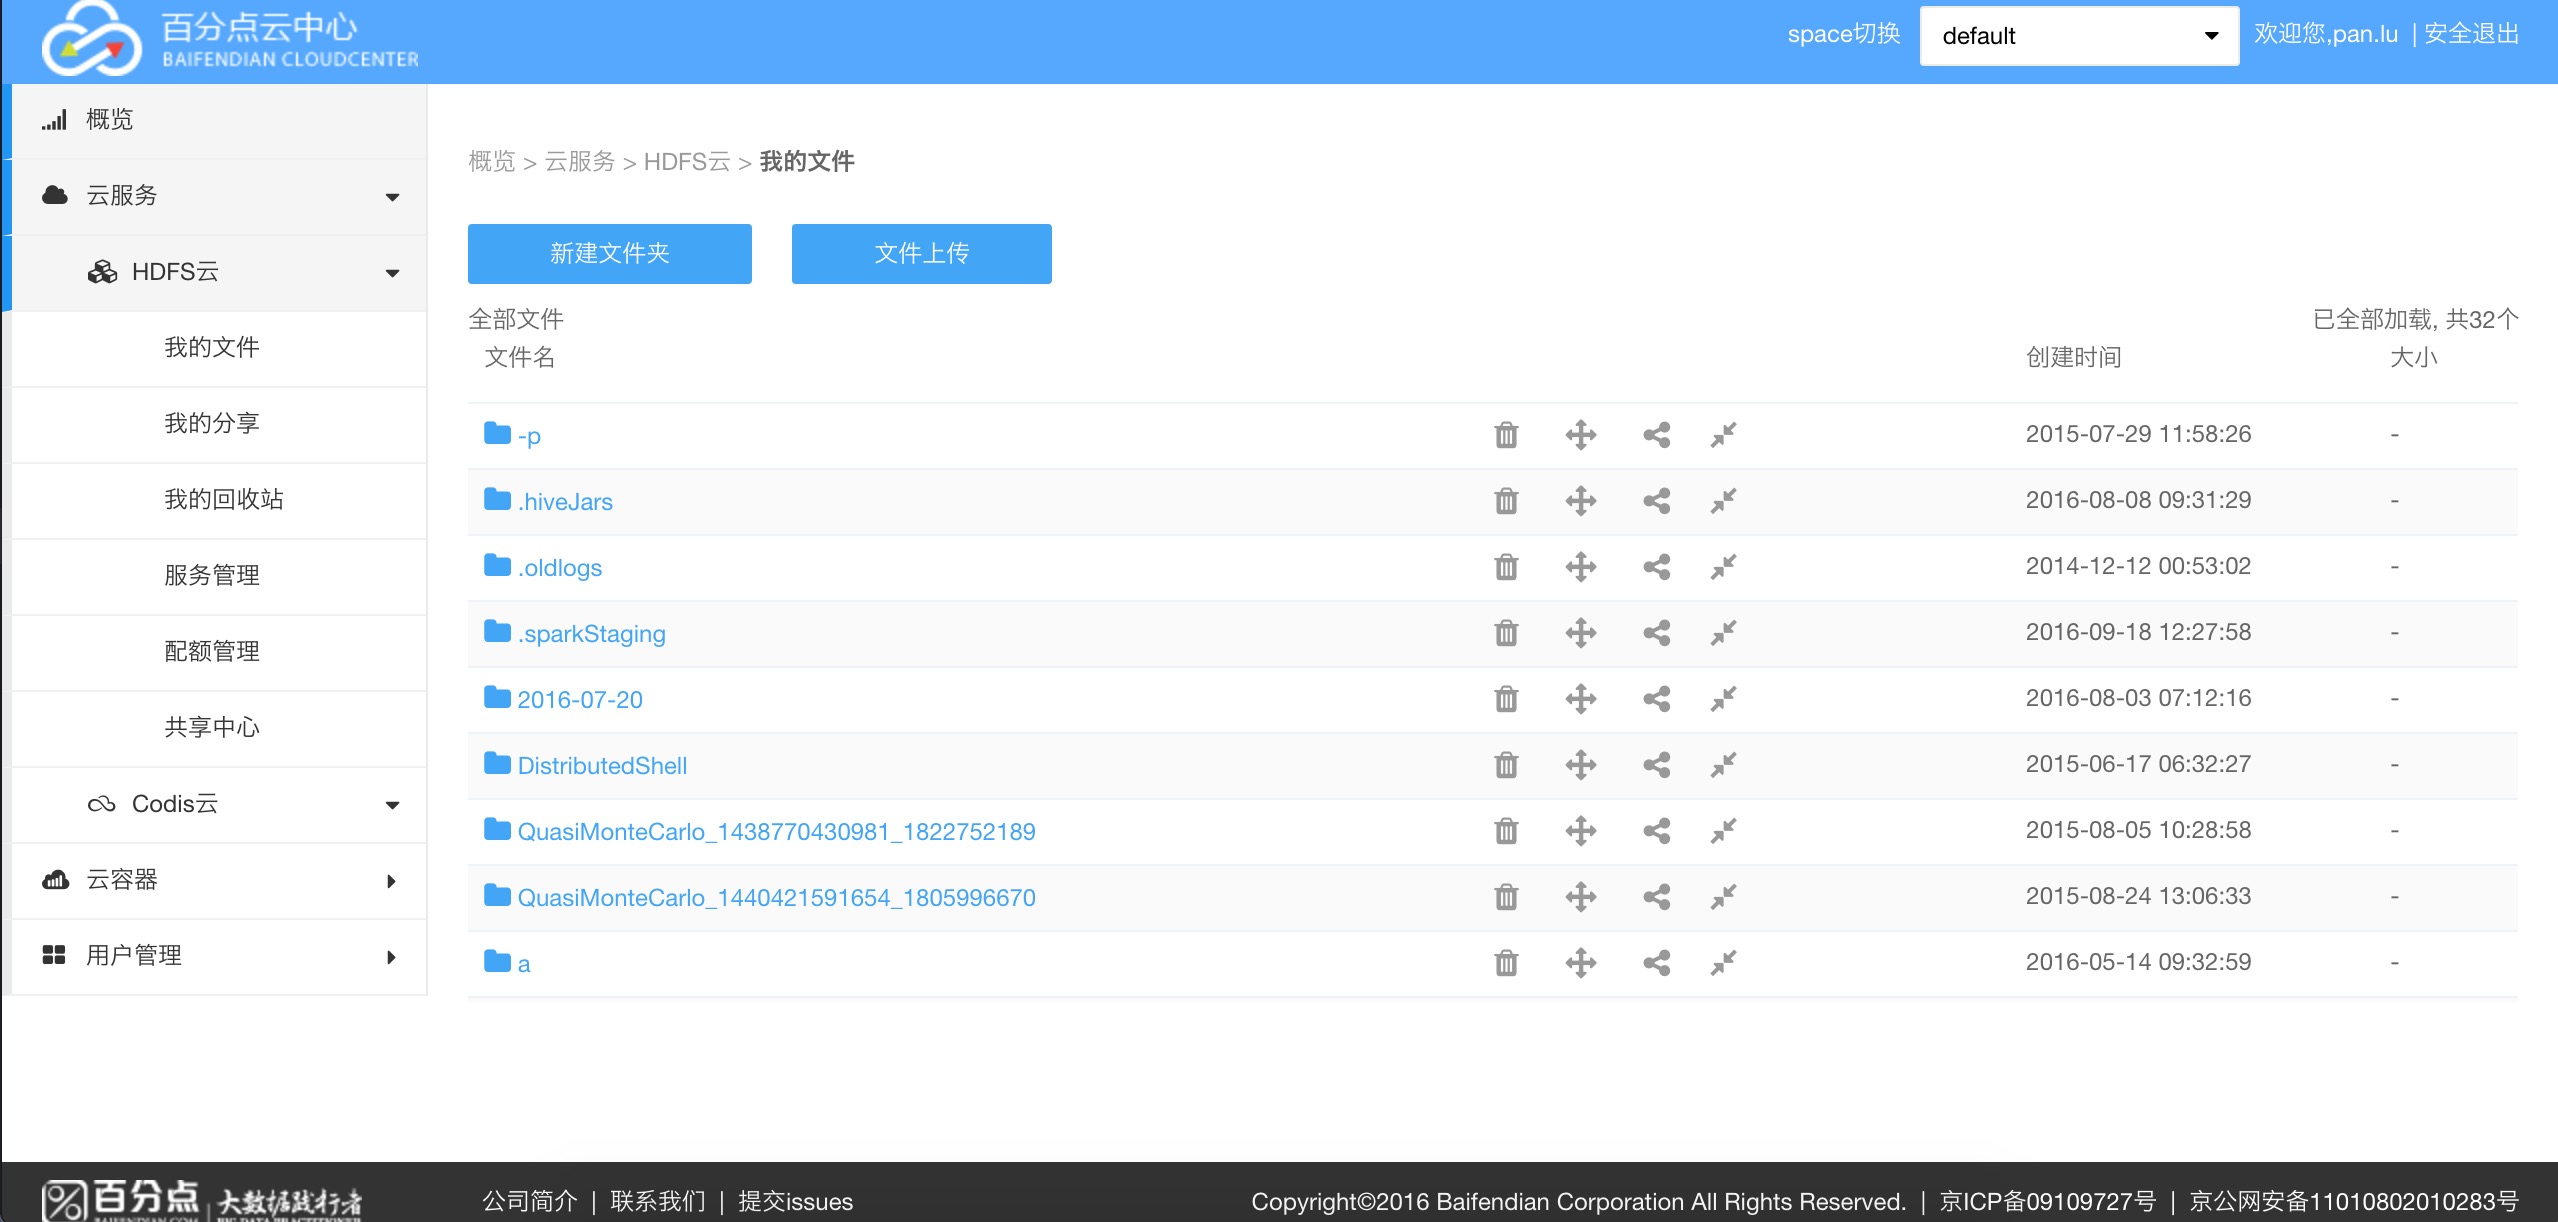 百分点云中心
BAIFENDIAN CLOUDCENTER
space切换 default 欢迎您,pan.lu | 安全退出
概览
云服务
HDFS云
我的文件
我的分享
我的回收站
服务管理
配额管理
共享中心
Codis云
云容器
用户管理
概览 > 云服务 > HDFS云 > 我的文件
新建文件夹 文件上传
全部文件 已全部加载, 共32个
文件名 创建时间 大小
-p 2015-07-29 11:58:26 -
.hiveJars 2016-08-08 09:31:29 -
.oldlogs 2014-12-12 00:53:02 -
.sparkStaging 2016-09-18 12:27:58 -
2016-07-20 2016-08-03 07:12:16 -
DistributedShell 2015-06-17 06:32:27 -
QuasiMonteCarlo_1438770430981_1822752189 2015-08-05 10:28:58 -
QuasiMonteCarlo_1440421591654_1805996670 2015-08-24 13:06:33 -
a 2016-05-14 09:32:59 -
百分点 | 大数据践行者
公司简介 | 联系我们 | 提交issues
Copyright©2016 Baifendian Corporation All Rights Reserved. | 京ICP备09109727号 | 京公网安备11010802010283号